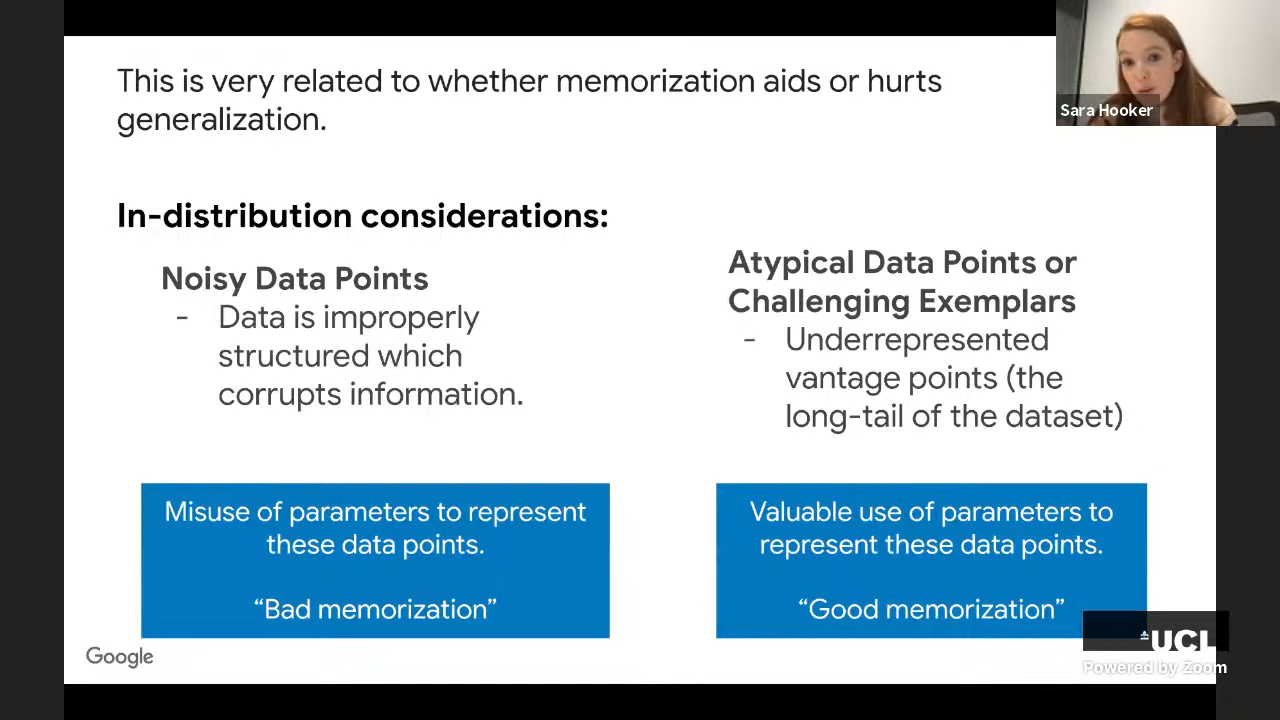 This is very related to whether memorization aids or hurts
generalization.
Sara Hooker
In-distribution considerations:
Noisy Data Points
- Data is improperly
structured which
corrupts information.
Atypical Data Points or
Challenging Exemplars
- Underrepresented
vantage points (the
long-tail of the dataset)
Misuse of parameters to represent
these data points.
“Bad memorization”
Valuable use of parameters to
represent these data points.
“Good memorization”
Google
UCL
Powered by Zoom